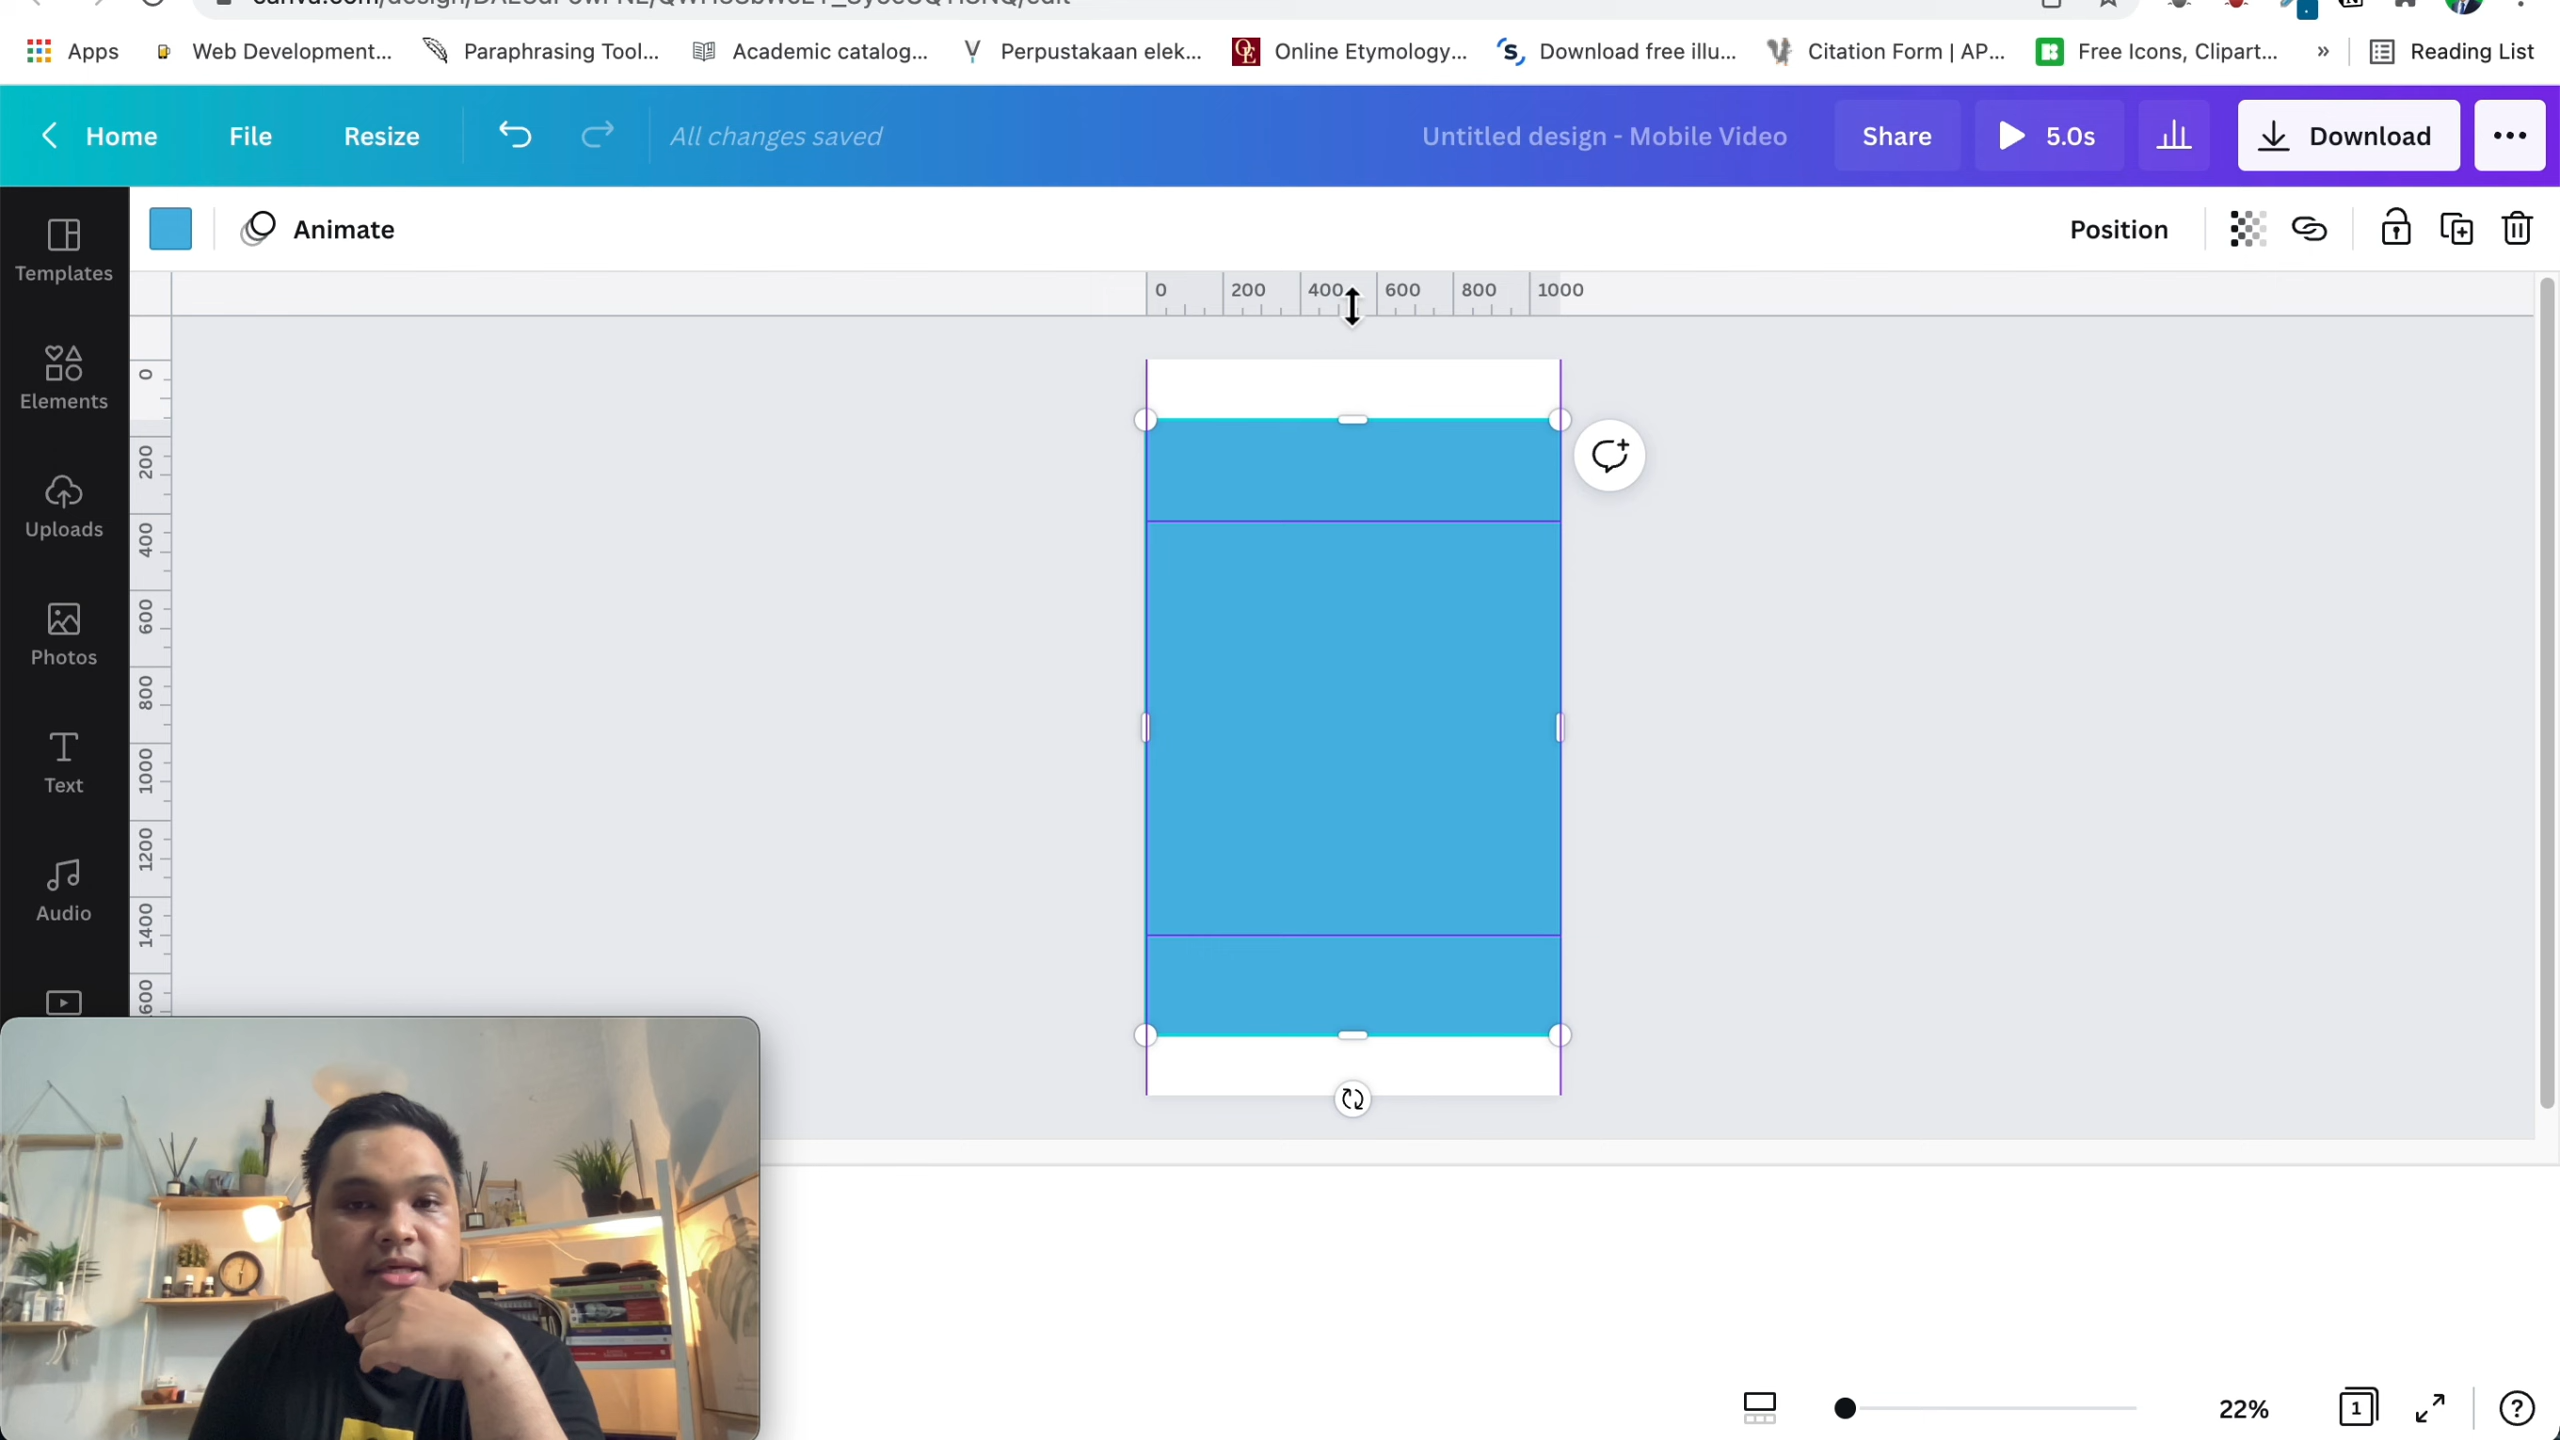 Apps
Web Development...
Paraphrasing Tool...
Academic catalog...
Perpustakaan elek...
Online Etymology...
Download free illu...
Citation Form | AP...
Free Icons, Clipart...
»
Reading List
Home
File
Resize
All changes saved
Untitled design - Mobile Video
Share
5.0s
Download
Animate
Position
Templates
Elements
Uploads
Photos
Text
Audio
0
200
400
600
800
1000
0
200
400
600
800
1000
1200
1400
22%
1
?